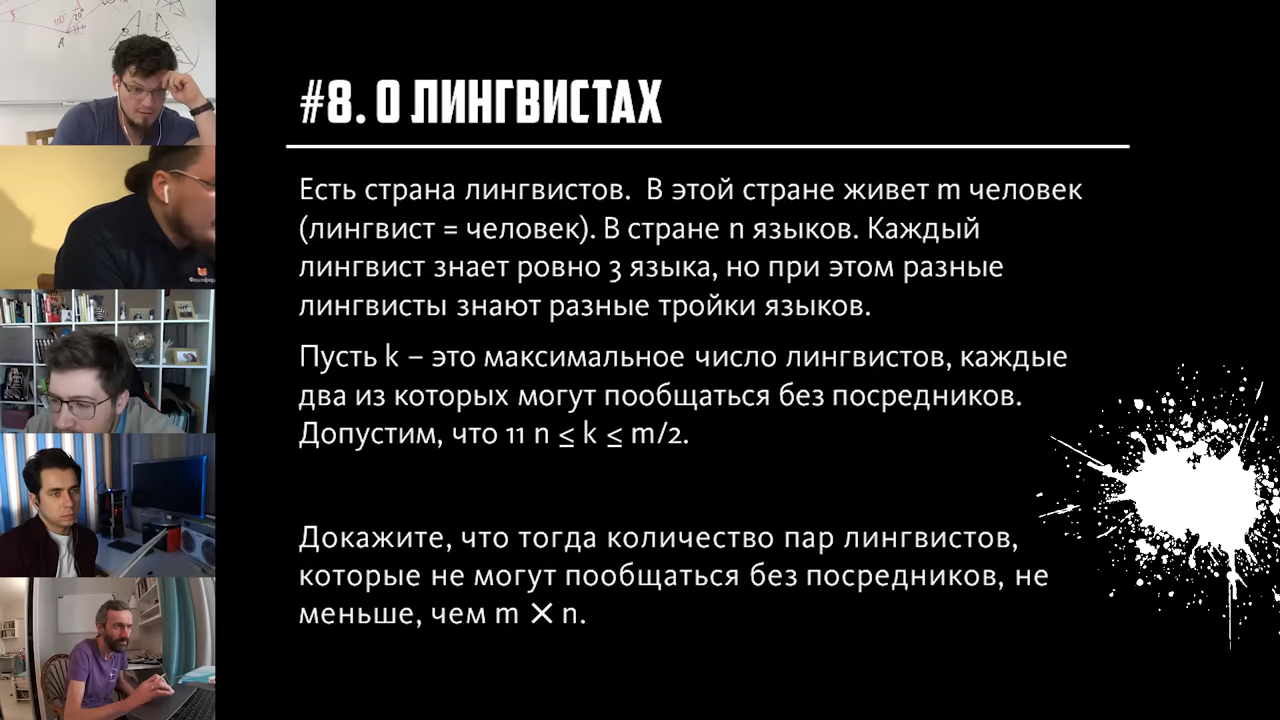 #8. О ЛИНГВИСТАХ
Есть страна лингвистов. В этой стране живет m человек
(лингвист = человек). В стране n языков. Каждый
лингвист знает ровно 3 языка, но при этом разные
лингвисты знают разные тройки языков.
Пусть k – это максимальное число лингвистов, каждые
два из которых могут пообщаться без посредников.
Допустим, что 11 n ≤ k ≤ m/2.
Докажите, что тогда количество пар лингвистов,
которые не могут пообщаться без посредников, не
меньше, чем m ✕ n.